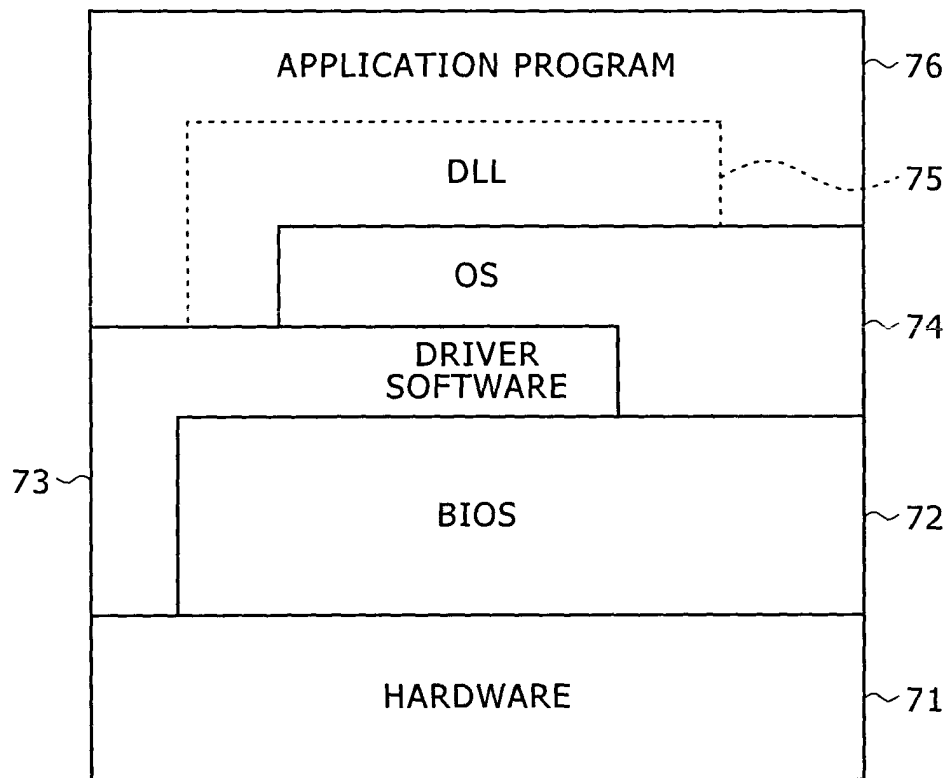 APPLICATION PROGRAM
76
DLL
75
OS
74
DRIVER
SOFTWARE
73
BIOS
72
HARDWARE
71